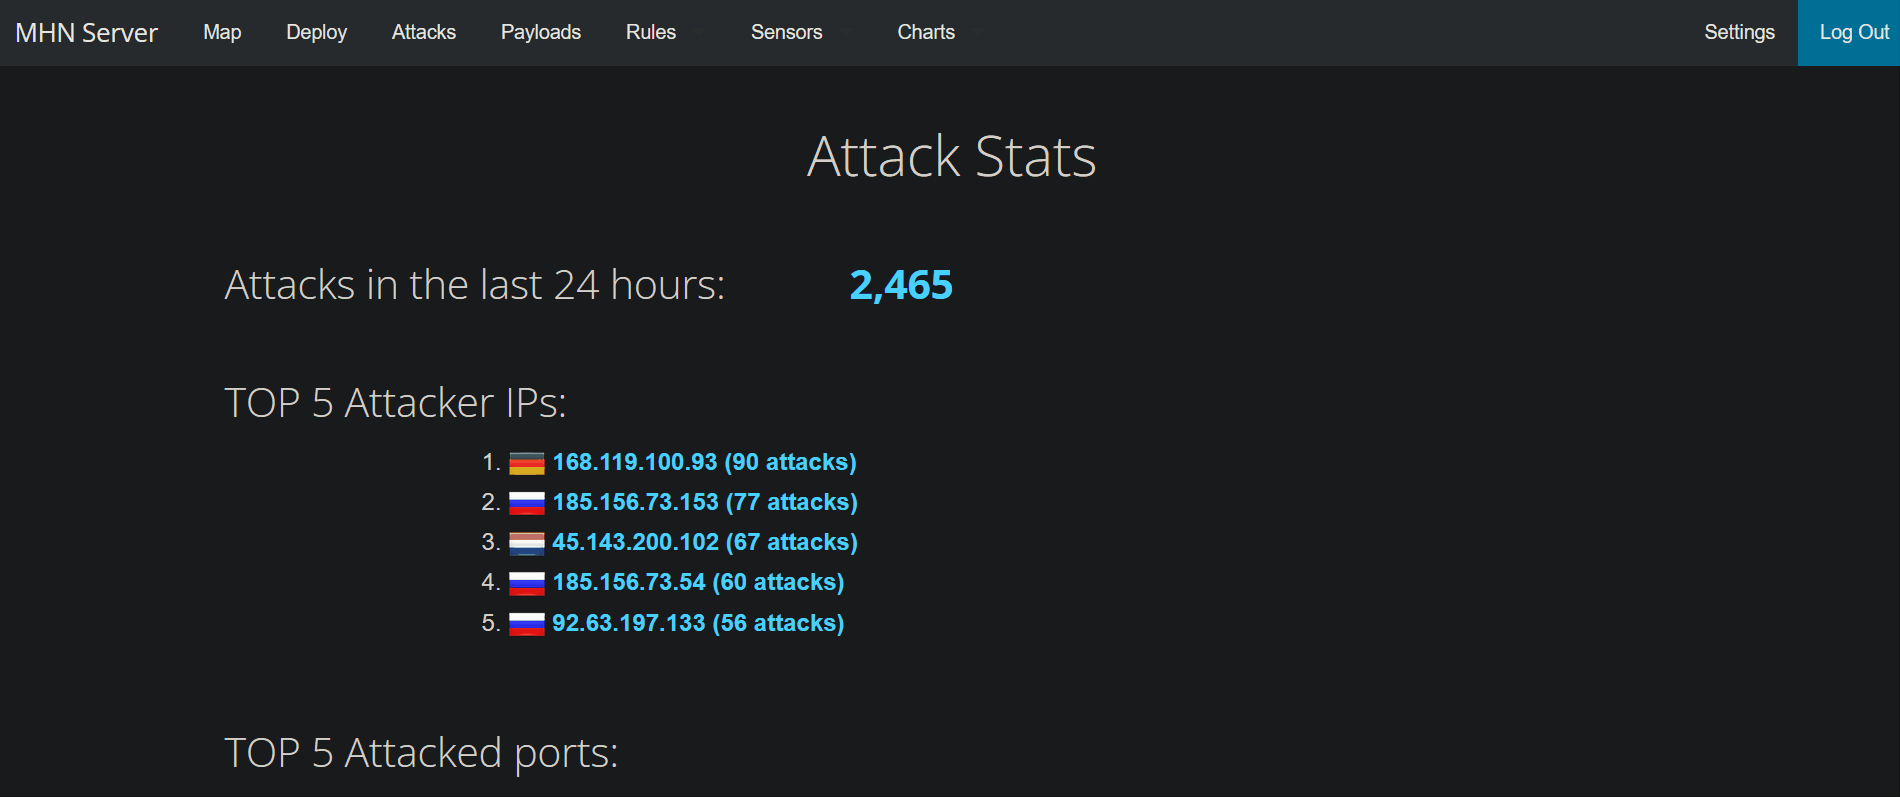 MHN Server Map Deploy Attacks Payloads Rules Sensors Charts Settings Log Out
Attack Stats
Attacks in the last 24 hours: 2,465
TOP 5 Attacker IPs:
1. 168.119.100.93 (90 attacks)
2. 185.156.73.153 (77 attacks)
3. 45.143.200.102 (67 attacks)
4. 185.156.73.54 (60 attacks)
5. 92.63.197.133 (56 attacks)
TOP 5 Attacked ports: